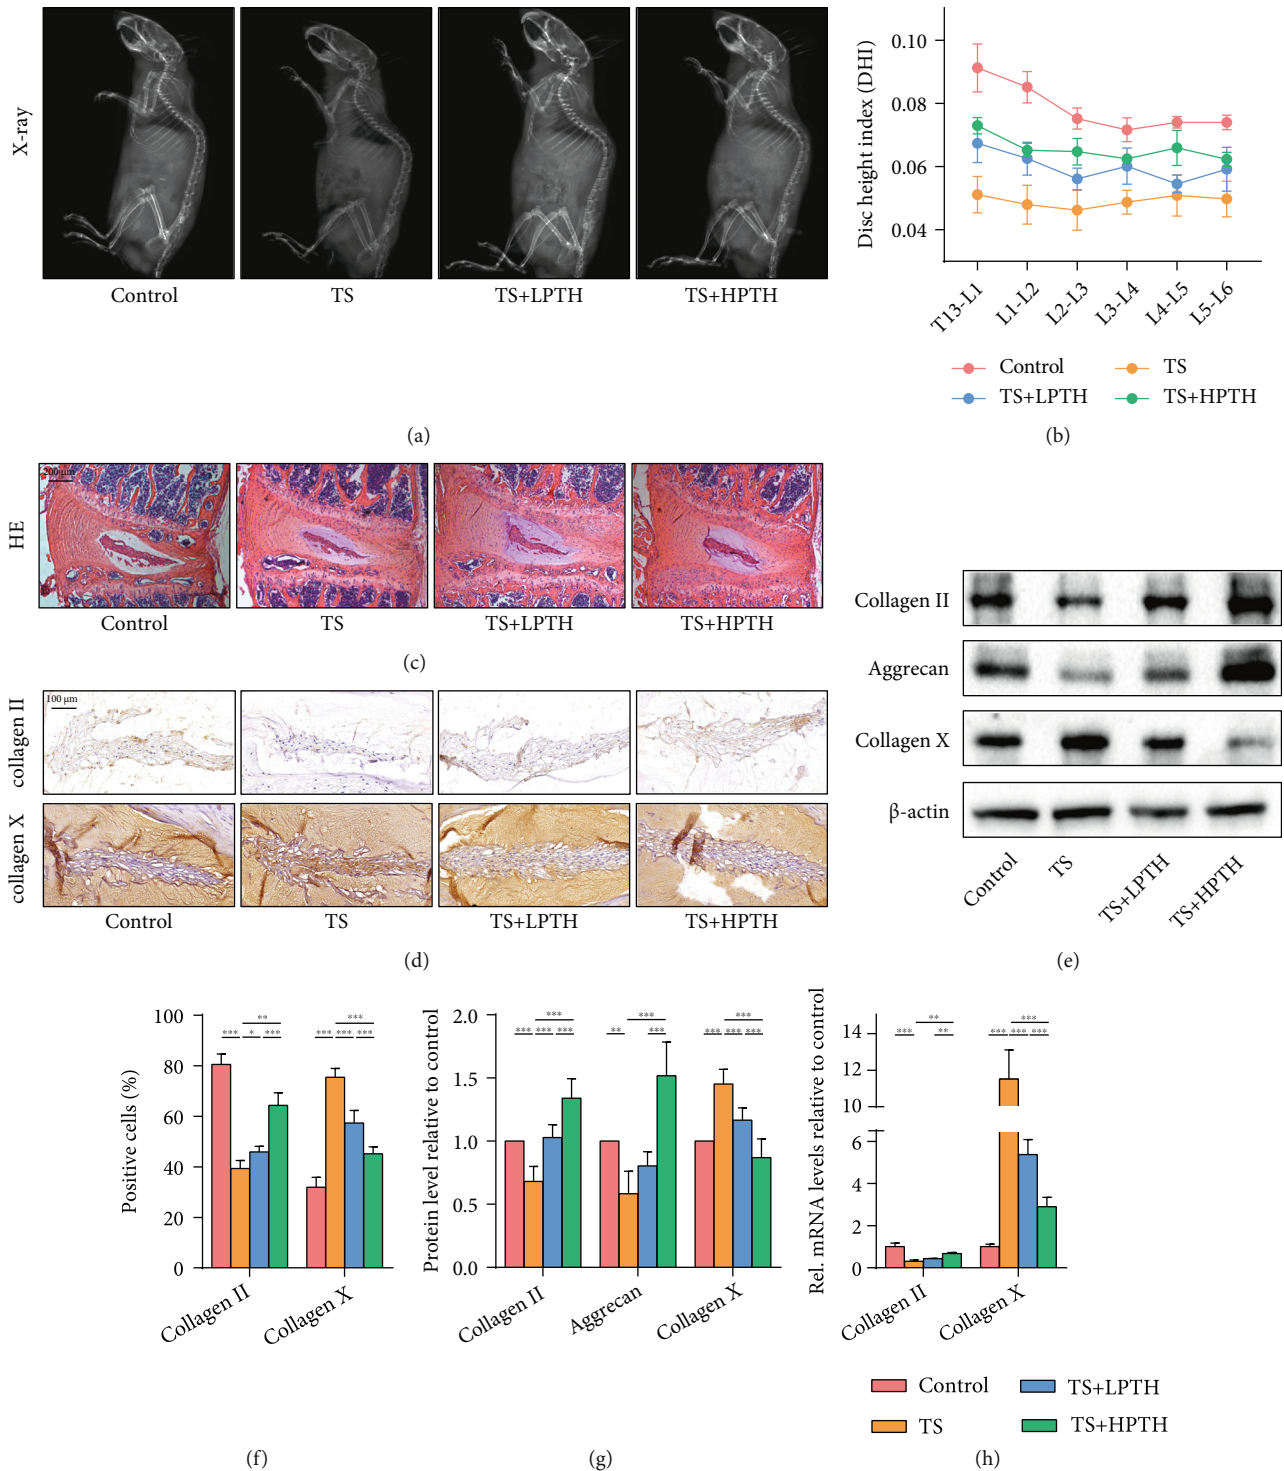 X-ray
Control
TS
TS+LPTH
TS+HPTH
(a)
Disc height index (DHI)
0.10
0.08
0.06
0.04
T13-L1
L1-L2
L2-L3
L3-L4
L4-L5
L5-L6
Control
TS
TS+LPTH
TS+HPTH
(b)
HE
200 μm
Control
TS
TS+LPTH
TS+HPTH
(c)
collagen II
100 μm
collagen X
Control
TS
TS+LPTH
TS+HPTH
(d)
Collagen II
Aggrecan
Collagen X
β-actin
Control
TS
TS+LPTH
TS+HPTH
(e)
Positive cells (%)
100
80
60
40
20
0
**
***
*** * ***
*** *** ***
Collagen II
Collagen X
(f)
Protein level relative to control
2.0
1.5
1.0
0.5
0.0
***
***
***
*** *** ***
** ***
*** *** ***
Collagen II
Aggrecan
Collagen X
(g)
Rel. mRNA levels relative to control
14
12
10
6
4
2
0
**
***
*** **
*** *** ***
Collagen II
Collagen X
Control
TS+LPTH
TS
TS+HPTH
(h)